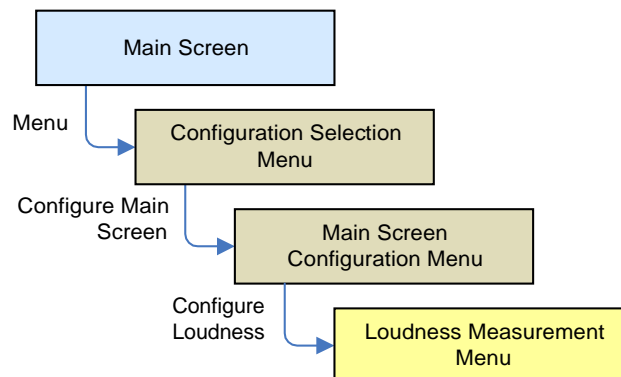 Main Screen
Menu
Configuration Selection
Menu
Configure Main
Screen
Main Screen
Configuration Menu
Configure
Loudness
Loudness Measurement
Menu